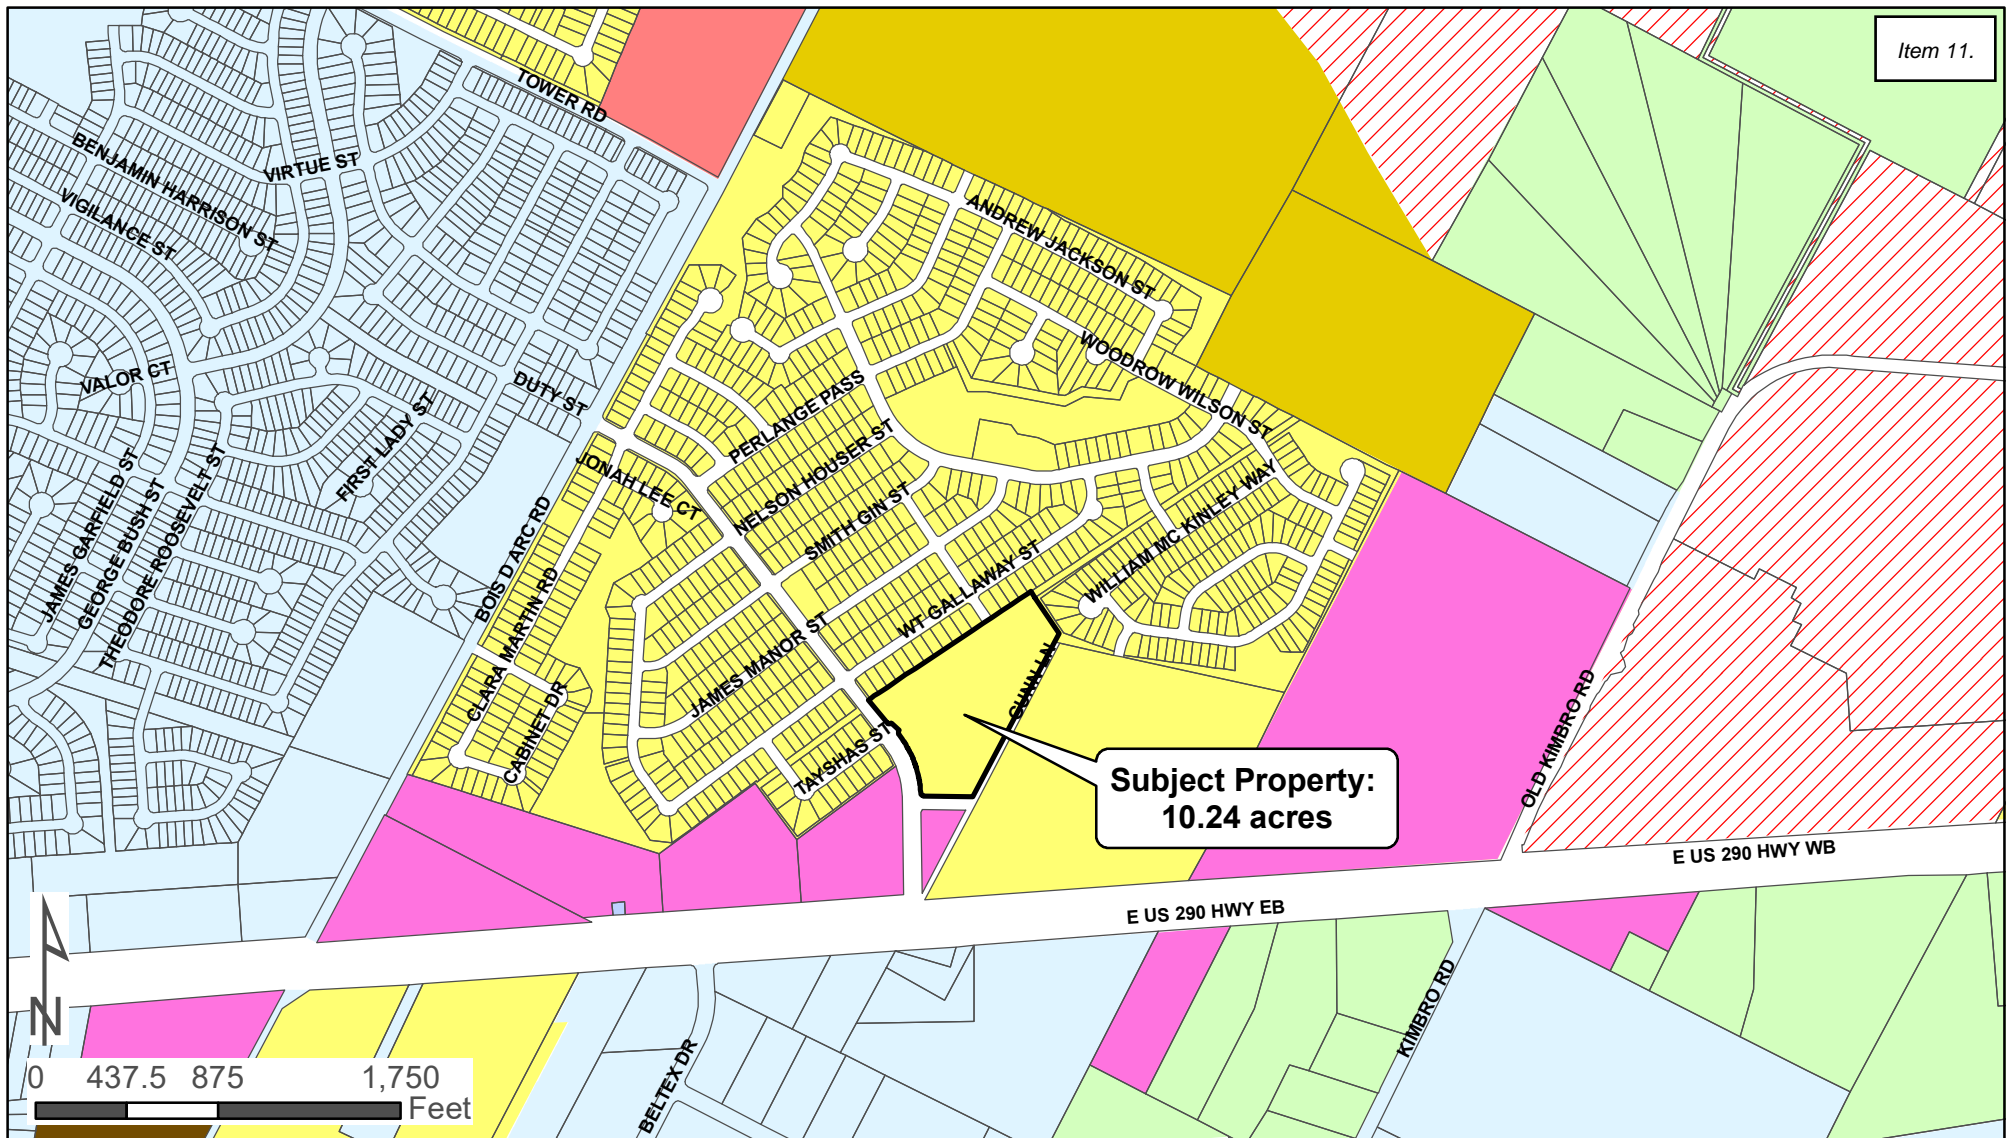 Item 11.
TOWER RD
BENJAMIN HARRISON ST
VIRTUE ST
VIGILANCE ST
ANDREW JACKSON ST
WOODROW WILSON ST
VALOR CT
DUTY ST
FIRST LADY ST
PERLANGE PASS
NELSON HOUSER ST
JONAH LEE CT
SMITH GIN ST
WILLIAM MC KINLEY WAY
JAMES GARFIELD ST
GEORGE BUSH ST
THEODORE ROOSEVELT ST
BOIS D ARC RD
CLARA MARTIN RD
WT GALLAWAY ST
JAMES MANOR ST
GUNN LN
CABINET DR
TAYSHAS ST
OLD KIMBRO RD
Subject Property:
10.24 acres
E US 290 HWY WB
E US 290 HWY EB
KIMBRO RD
BELTEX DR
N
0 437.5 875 1,750
Feet